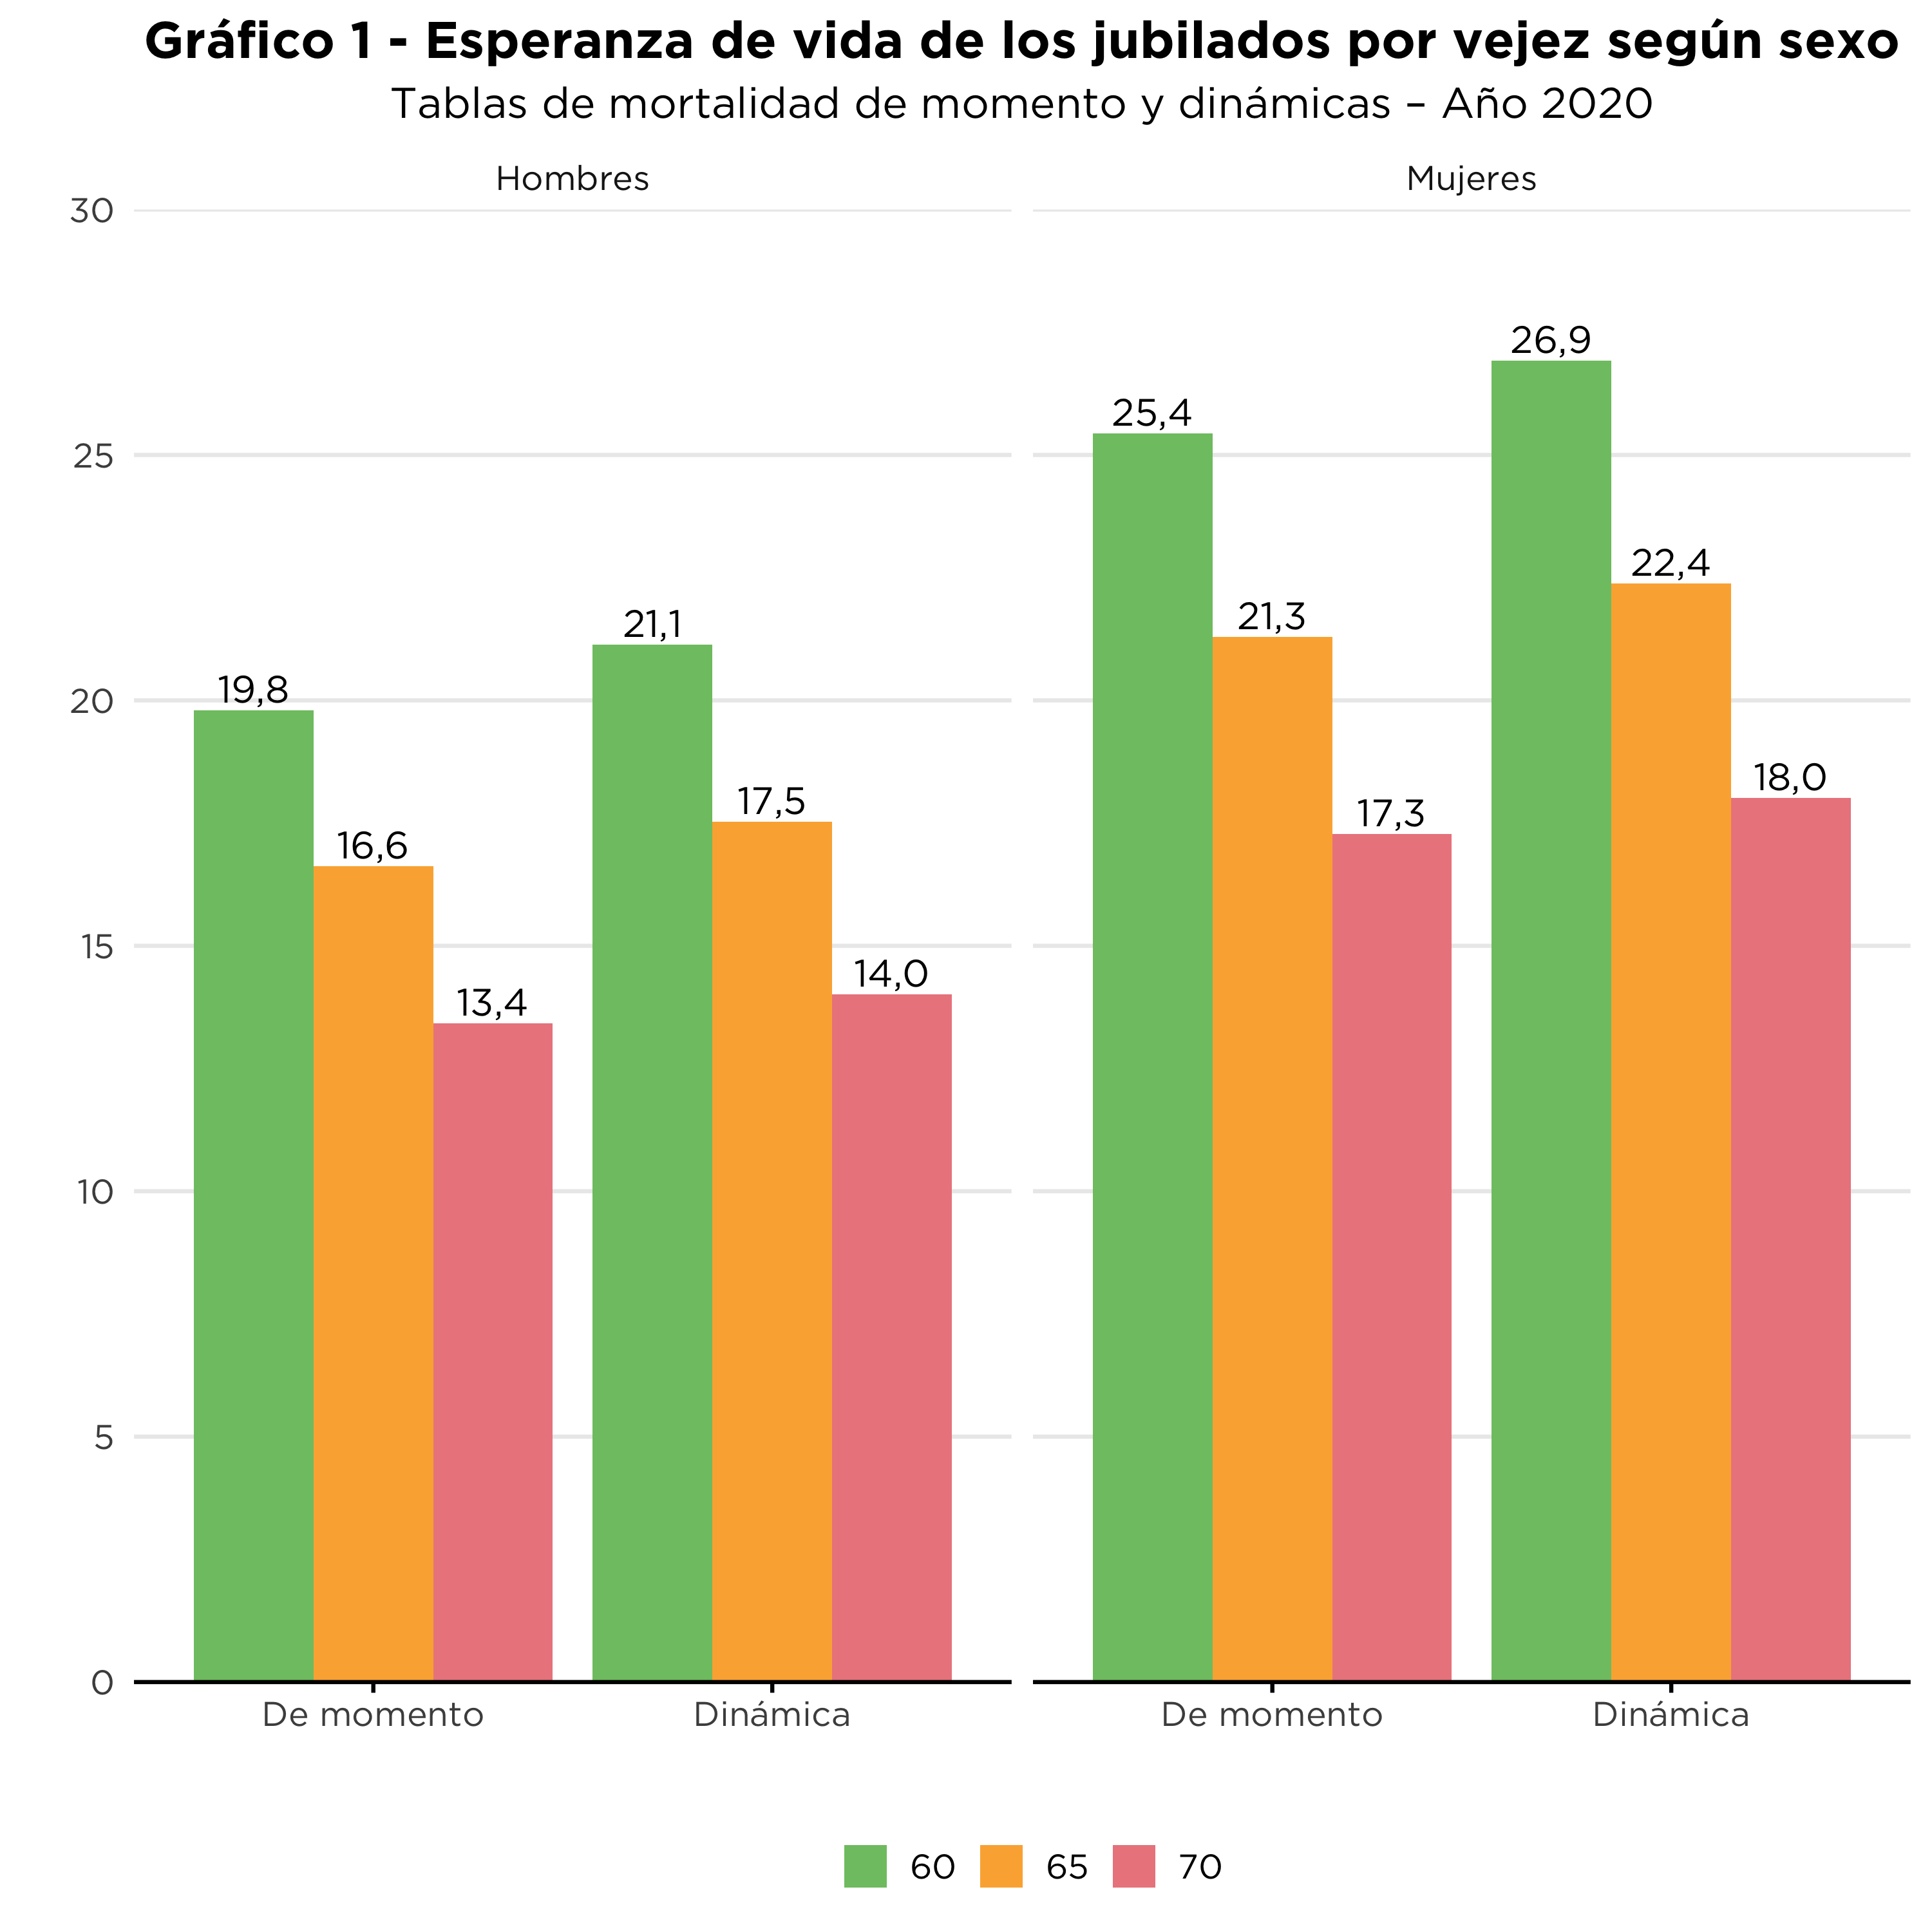 Gráfico 1 - Esperanza de vida de los jubilados por vejez según sexo
Tablas de mortalidad de momento y dinámicas – Año 2020
Hombres
Mujeres
30
25
20
15
10
5
0
19,8
16,6
13,4
21,1
17,5
14,0
25,4
21,3
17,3
26,9
22,4
18,0
De momento
Dinámica
De momento
Dinámica
60 65 70